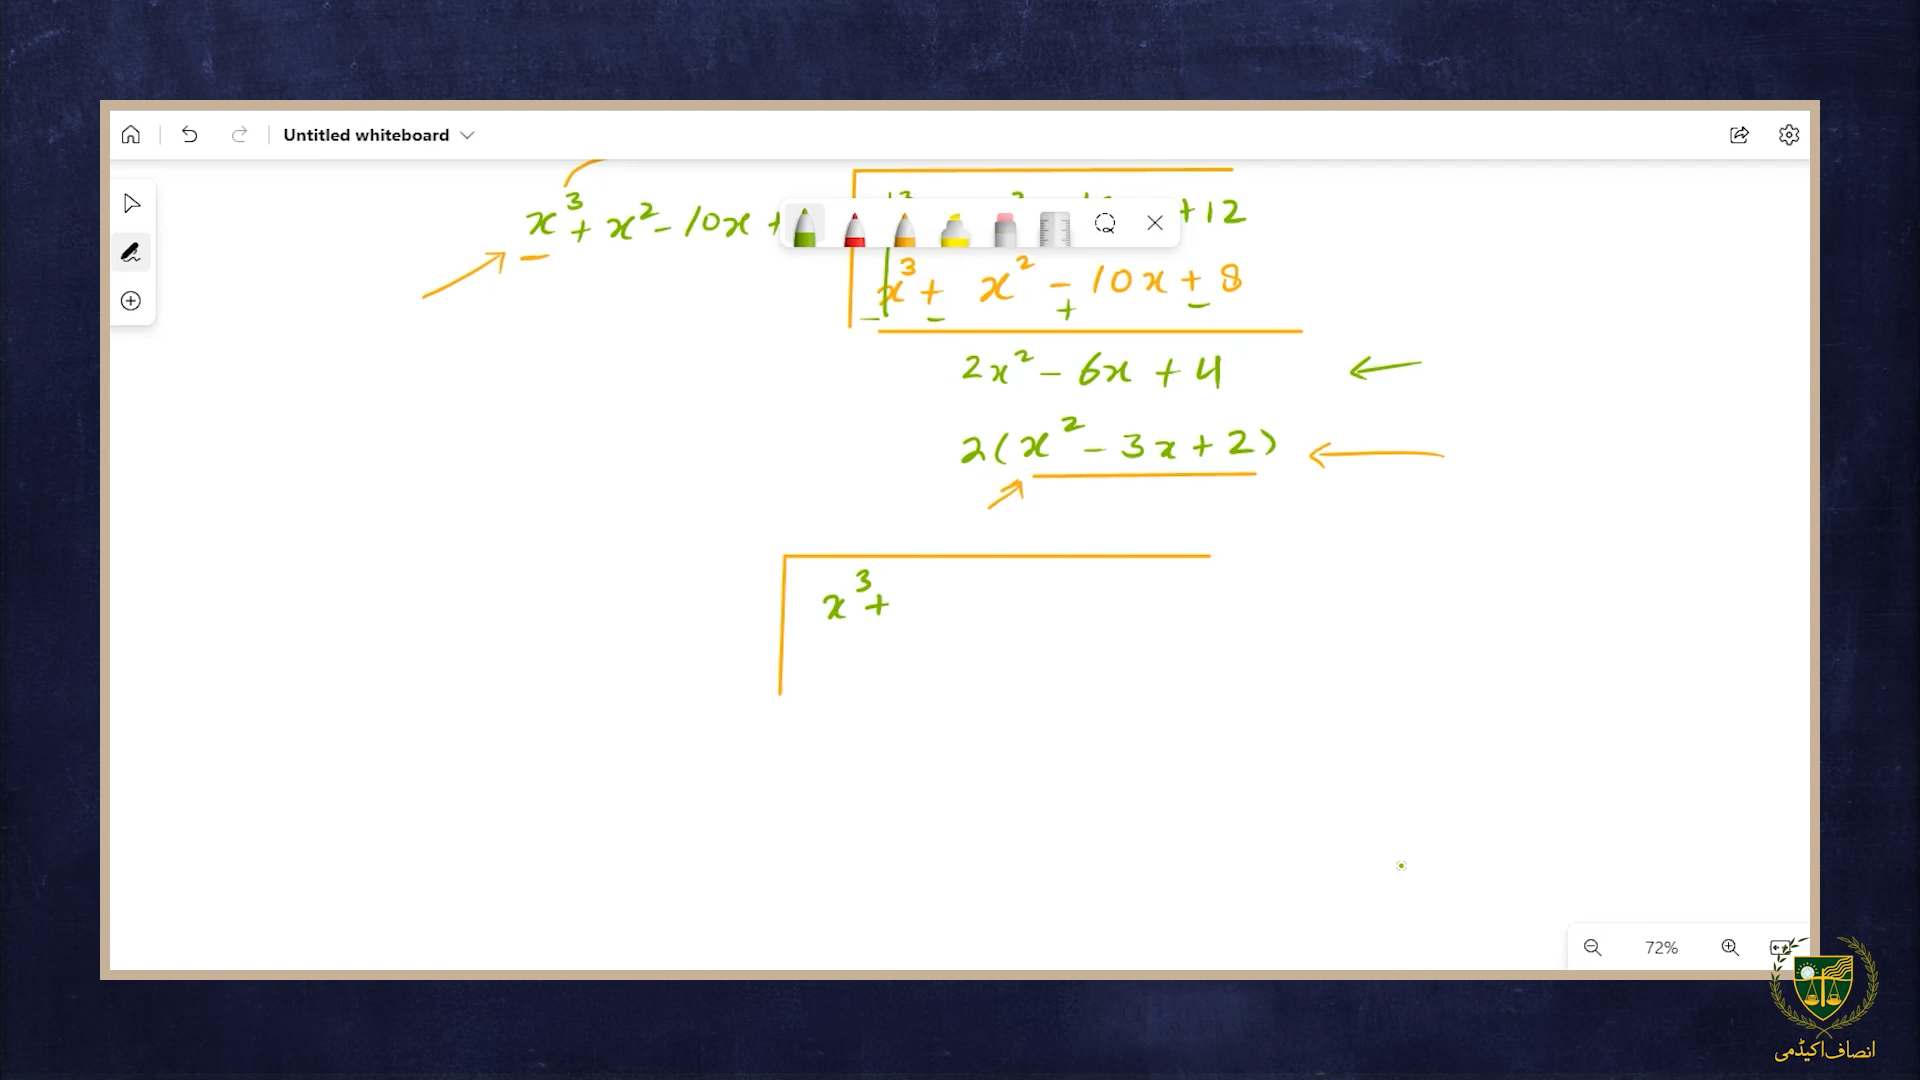 Untitled whiteboard
x³ + x² - 10x +
+12
x³ + x² - 10x + 8
- - + -
2x² - 6x + 4
2(x² - 3x + 2)
x³ +
72%
انصاف اکیڈمی